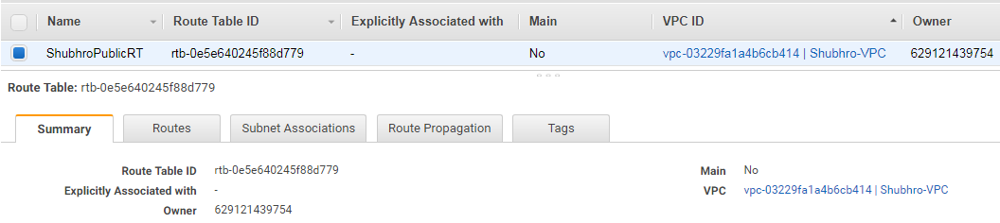 Name Route Table ID Explicitly Associated with Main VPC ID Owner
ShubhroPublicRT rtb-0e5e640245f88d779 - No vpc-03229fa1a4b6cb414 | Shubhro-VPC 629121439754
Route Table: rtb-0e5e640245f88d779
Summary Routes Subnet Associations Route Propagation Tags
Route Table ID rtb-0e5e640245f88d779 Main No
Explicitly Associated with - VPC vpc-03229fa1a4b6cb414 | Shubhro-VPC
Owner 629121439754